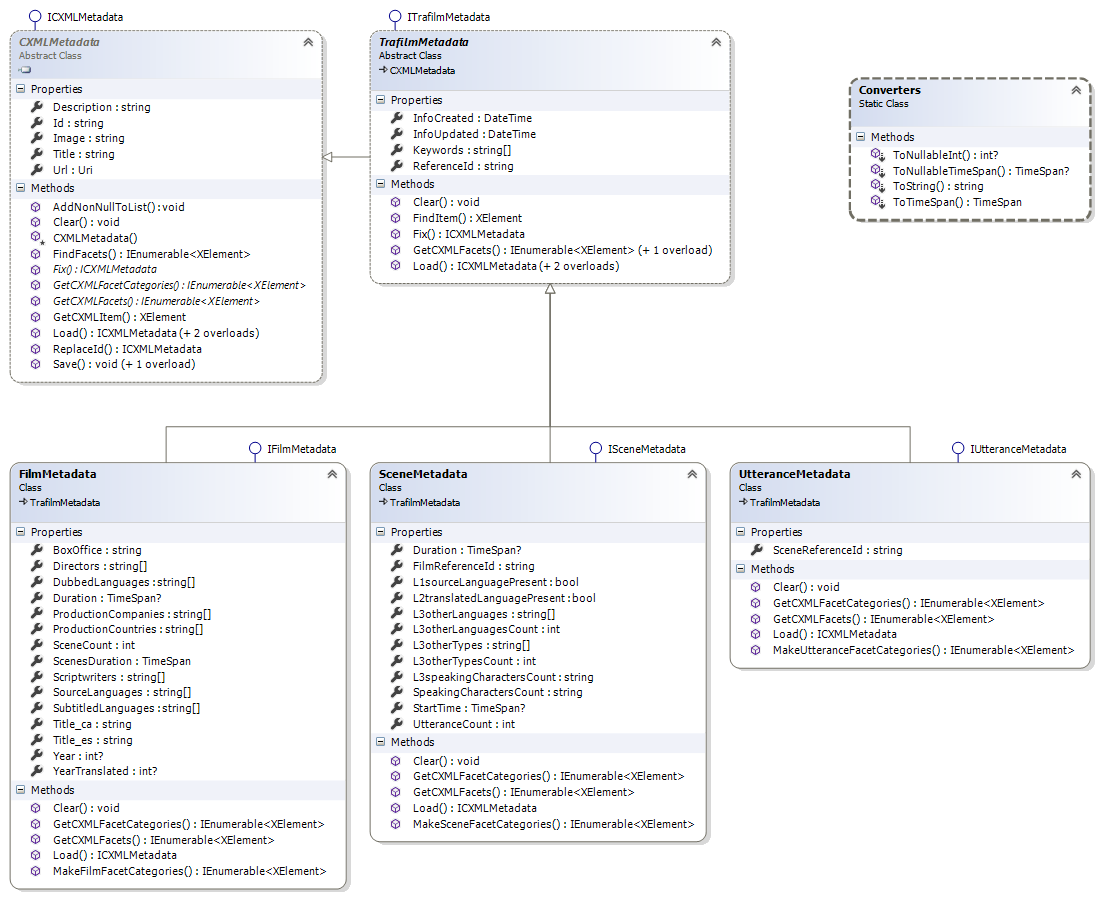 ICXMLMetadata
CXMLMetadata
Abstract Class
Properties
Description : string
Id : string
Image : string
Title : string
Url : Uri
Methods
AddNonNullToList() : void
Clear() : void
CXMLMetadata()
FindFacets() : IEnumerable<XElement>
Fix() : ICXMLMetadata
GetCXMLFacetCategories() : IEnumerable<XElement>
GetCXMLFacets() : IEnumerable<XElement>
GetCXMLItem() : XElement
Load() : ICXMLMetadata (+ 2 overloads)
ReplaceId() : ICXMLMetadata
Save() : void (+ 1 overload)
ITrafilmMetadata
TrafilmMetadata
Abstract Class
CXMLMetadata
Properties
InfoCreated : DateTime
InfoUpdated : DateTime
Keywords : string[]
ReferenceId : string
Methods
Clear() : void
FindItem() : XElement
Fix() : ICXMLMetadata
GetCXMLFacets() : IEnumerable<XElement> (+ 1 overload)
Load() : ICXMLMetadata (+ 2 overloads)
Converters
Static Class
Methods
ToNullableInt() : int?
ToNullableTimeSpan() : TimeSpan?
ToString() : string
ToTimeSpan() : TimeSpan
IFilmMetadata
FilmMetadata
Class
TrafilmMetadata
Properties
BoxOffice : string
Directors : string[]
DubbedLanguages : string[]
Duration : TimeSpan?
ProductionCompanies : string[]
ProductionCountries : string[]
SceneCount : int
ScenesDuration : TimeSpan
Scriptwriters : string[]
SourceLanguages : string[]
SubtitledLanguages : string[]
Title_ca : string
Title_es : string
Year : int?
YearTranslated : int?
Methods
Clear() : void
GetCXMLFacetCategories() : IEnumerable<XElement>
GetCXMLFacets() : IEnumerable<XElement>
Load() : ICXMLMetadata
MakeFilmFacetCategories() : IEnumerable<XElement>
ISceneMetadata
SceneMetadata
Class
TrafilmMetadata
Properties
Duration : TimeSpan?
FilmReferenceId : string
L1sourceLanguagePresent : bool
L2translatedLanguagePresent : bool
L3otherLanguages : string[]
L3otherLanguagesCount : int
L3otherTypes : string[]
L3otherTypesCount : int
L3speakingCharactersCount : string
SpeakingCharactersCount : string
StartTime : TimeSpan?
UtteranceCount : int
Methods
Clear() : void
GetCXMLFacetCategories() : IEnumerable<XElement>
GetCXMLFacets() : IEnumerable<XElement>
Load() : ICXMLMetadata
MakeSceneFacetCategories() : IEnumerable<XElement>
IUtteranceMetadata
UtteranceMetadata
Class
TrafilmMetadata
Properties
SceneReferenceId : string
Methods
Clear() : void
GetCXMLFacetCategories() : IEnumerable<XElement>
GetCXMLFacets() : IEnumerable<XElement>
Load() : ICXMLMetadata
MakeUtteranceFacetCategories() : IEnumerable<XElement>